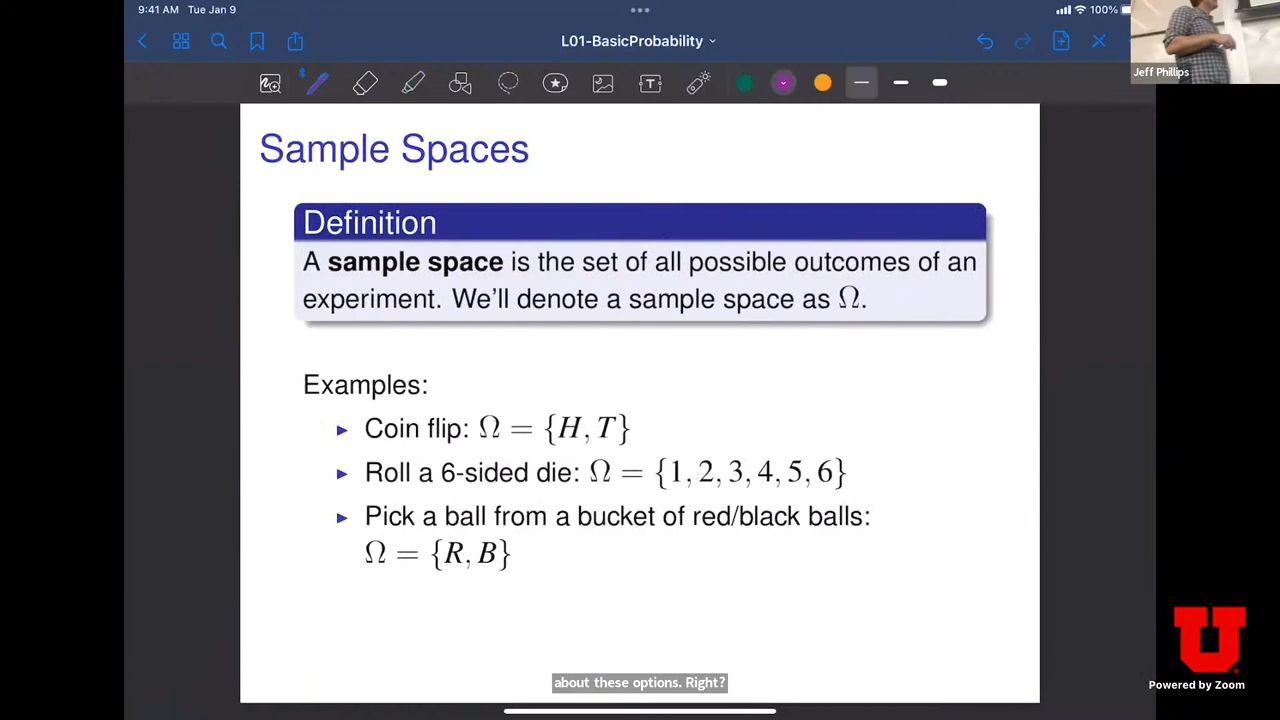 9:41 AM Tue Jan 9
100%
L01-BasicProbability
Jeff Phillips
Sample Spaces
Definition
A sample space is the set of all possible outcomes of an
experiment. We'll denote a sample space as Ω.
Examples:
▶ Coin flip: Ω = {H, T}
▶ Roll a 6-sided die: Ω = {1, 2, 3, 4, 5, 6}
▶ Pick a ball from a bucket of red/black balls:
Ω = {R, B}
about these options. Right?
U
Powered by Zoom